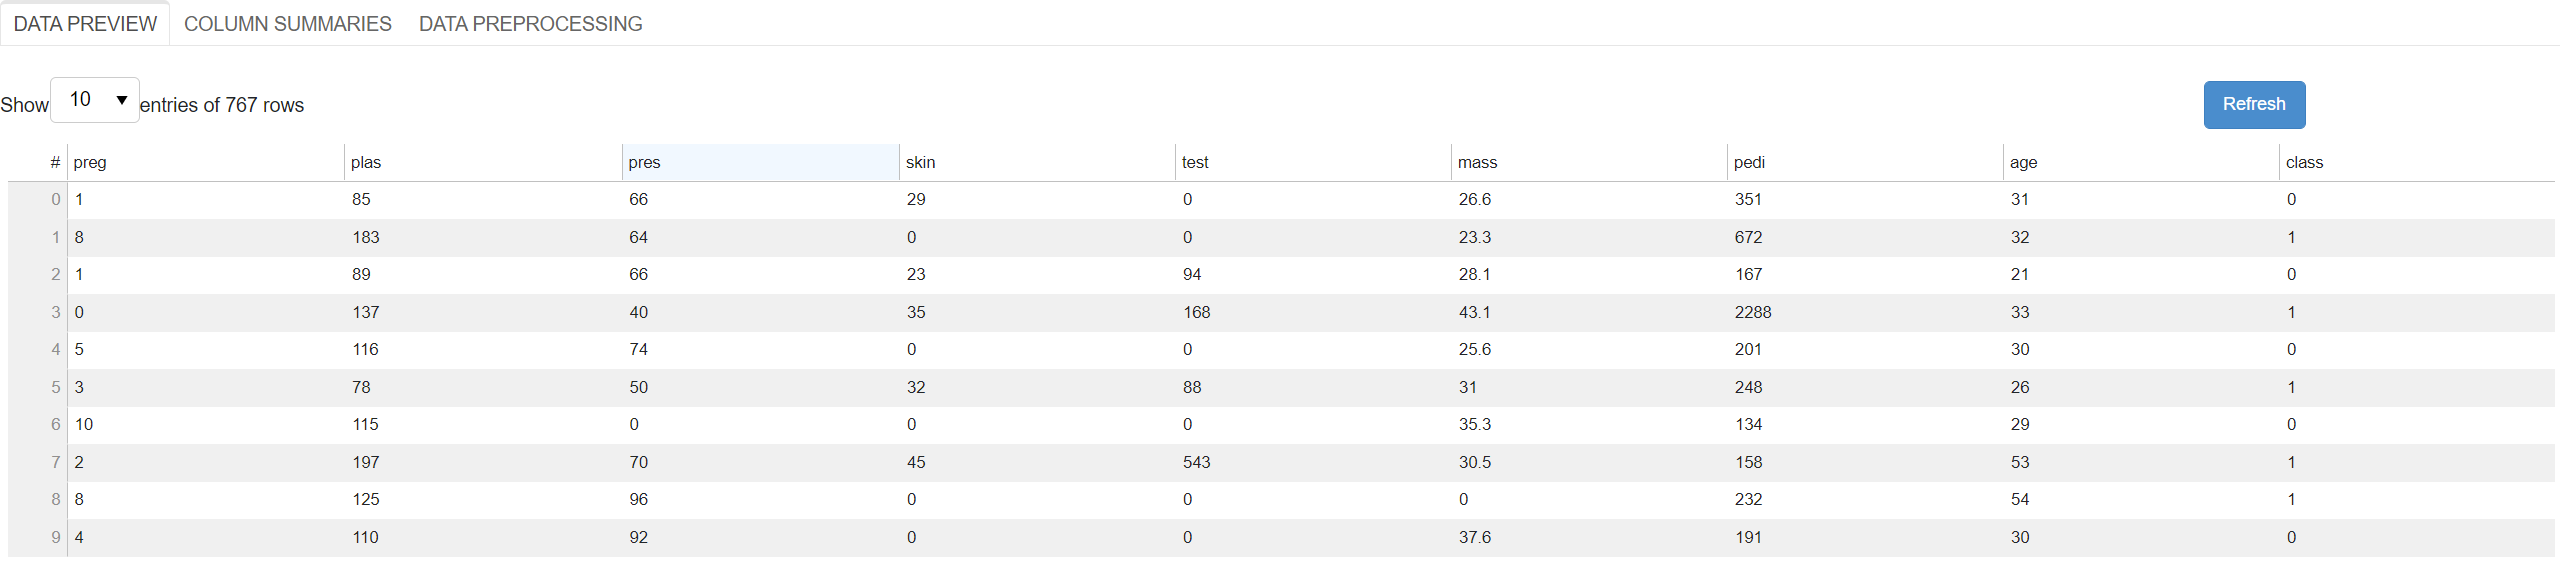 DATA PREVIEW COLUMN SUMMARIES DATA PREPROCESSING
Show 10 entries of 767 rows Refresh
# preg plas pres skin test mass pedi age class
0 1 85 66 29 0 26.6 351 31 0
1 8 183 64 0 0 23.3 672 32 1
2 1 89 66 23 94 28.1 167 21 0
3 0 137 40 35 168 43.1 2288 33 1
4 5 116 74 0 0 25.6 201 30 0
5 3 78 50 32 88 31 248 26 1
6 10 115 0 0 0 35.3 134 29 0
7 2 197 70 45 543 30.5 158 53 1
8 8 125 96 0 0 0 232 54 1
9 4 110 92 0 0 37.6 191 30 0